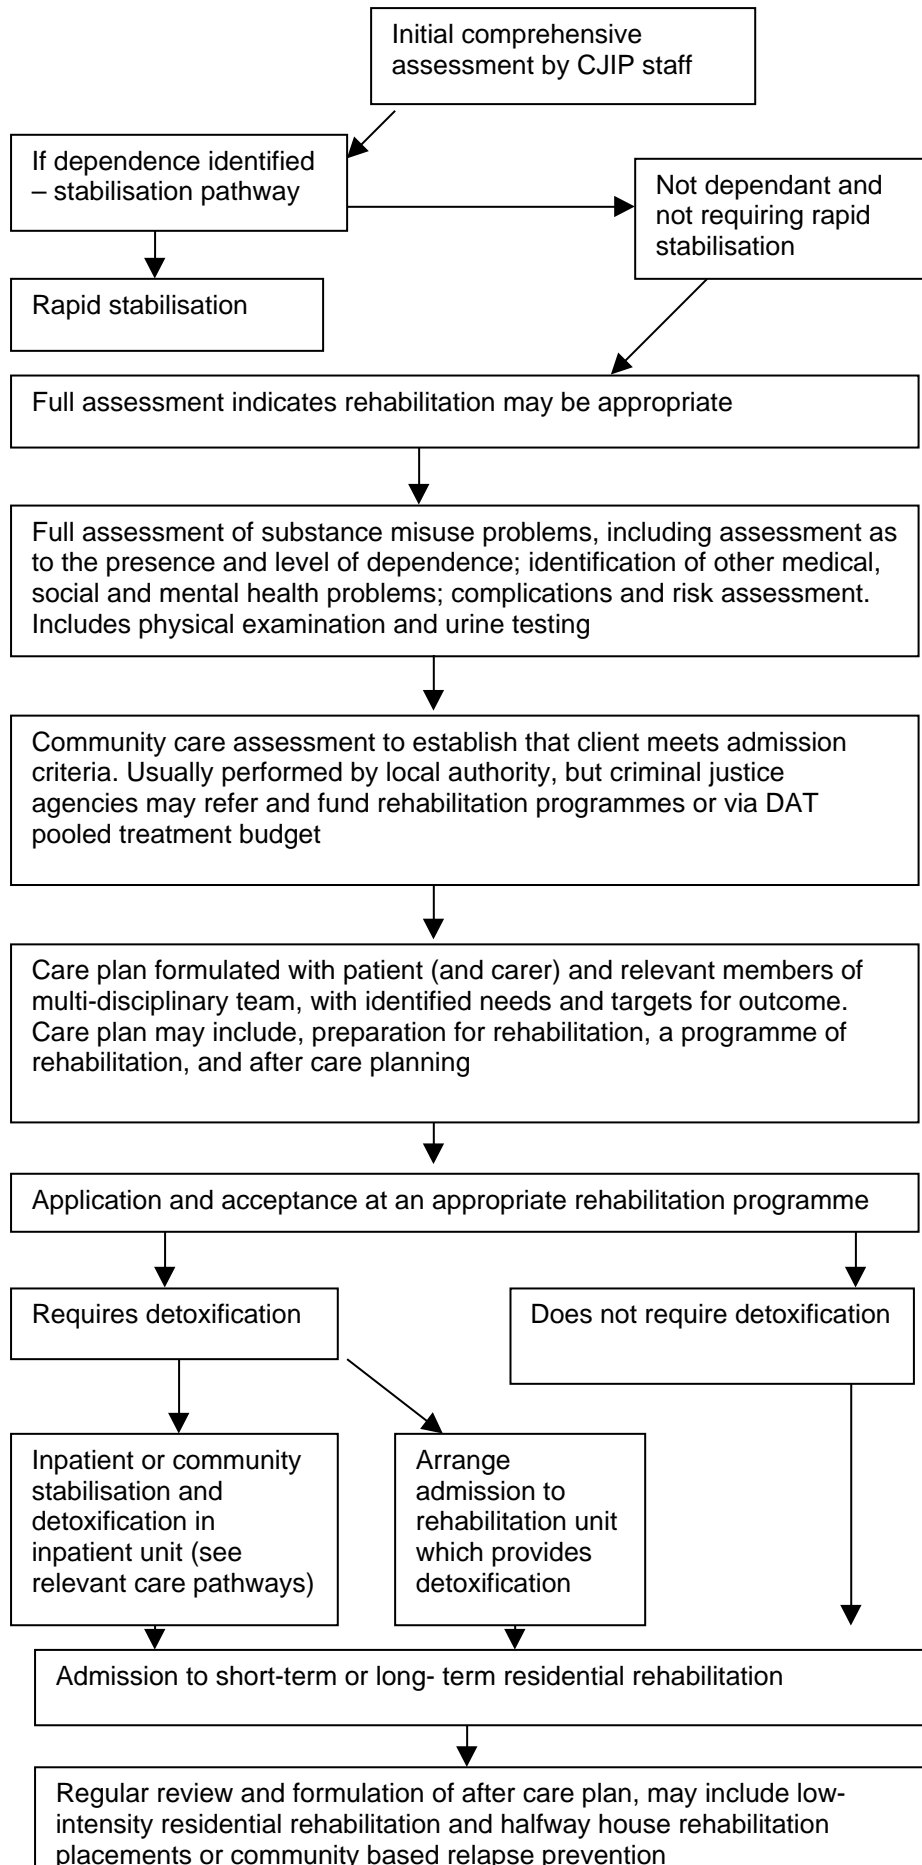 Initial comprehensive
assessment by CJIP staff
If dependence identified
– stabilisation pathway
Not dependant and
not requiring rapid
stabilisation
Rapid stabilisation
Full assessment indicates rehabilitation may be appropriate
Full assessment of substance misuse problems, including assessment as
to the presence and level of dependence; identification of other medical,
social and mental health problems; complications and risk assessment.
Includes physical examination and urine testing
Community care assessment to establish that client meets admission
criteria. Usually performed by local authority, but criminal justice
agencies may refer and fund rehabilitation programmes or via DAT
pooled treatment budget
Care plan formulated with patient (and carer) and relevant members of
multi-disciplinary team, with identified needs and targets for outcome.
Care plan may include, preparation for rehabilitation, a programme of
rehabilitation, and after care planning
Application and acceptance at an appropriate rehabilitation programme
Requires detoxification
Does not require detoxification
Inpatient or community
stabilisation and
detoxification in
inpatient unit (see
relevant care pathways)
Arrange
admission to
rehabilitation unit
which provides
detoxification
Admission to short-term or long- term residential rehabilitation
Regular review and formulation of after care plan, may include low-
intensity residential rehabilitation and halfway house rehabilitation
placements or community based relapse prevention